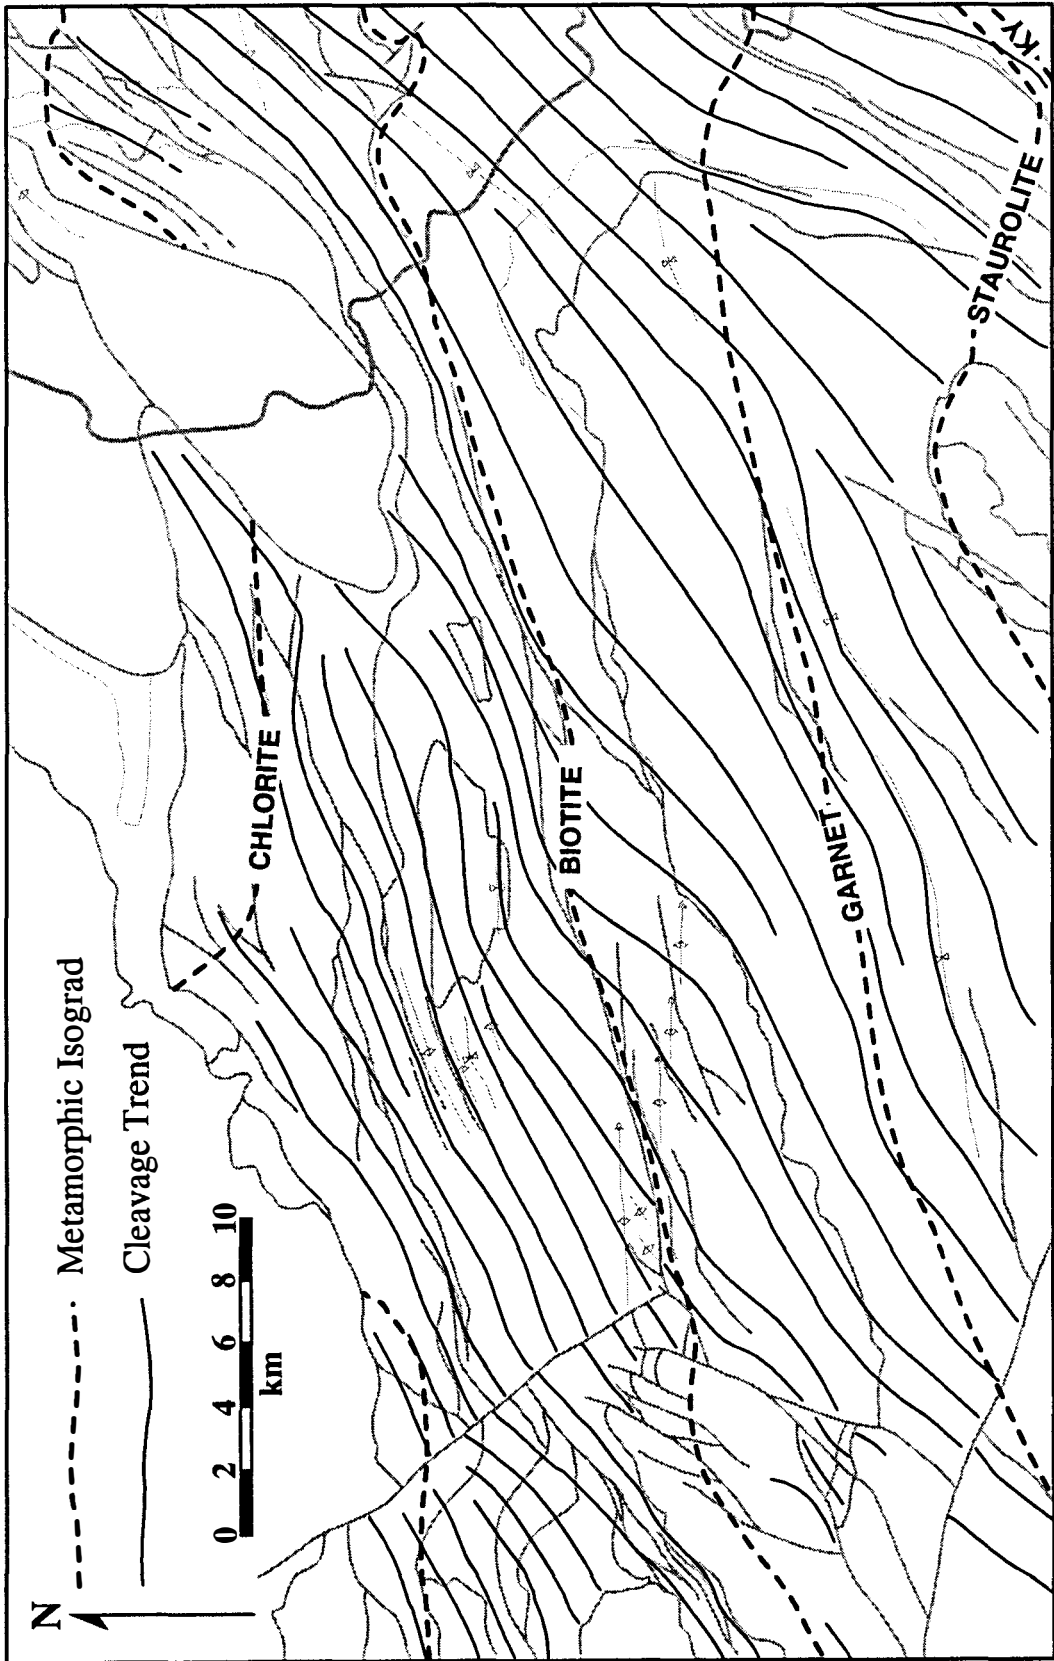 N
Metamorphic Isograd
Cleavage Trend
0 2 4 6 8 10
km
CHLORITE
BIOTITE
GARNET
STAUROLITE
KY